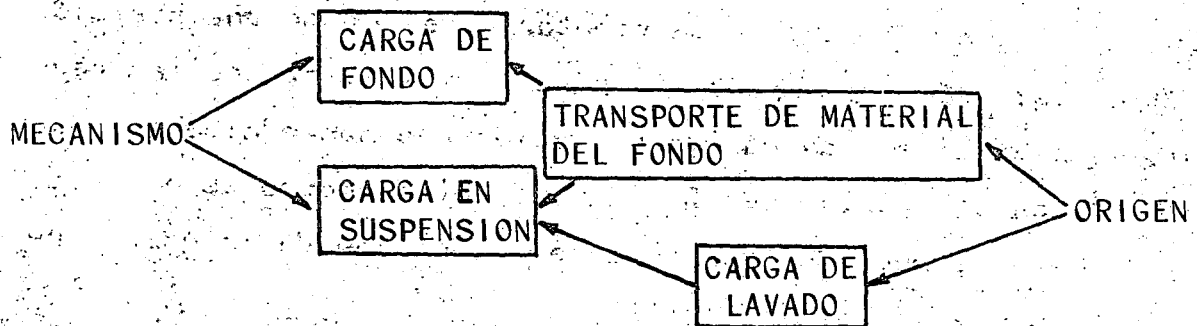 CARGA DE
FONDO
MECANISMO
TRANSPORTE DE MATERIAL
DEL FONDO
CARGA EN
SUSPENSION
ORIGEN
CARGA DE
LAVADO